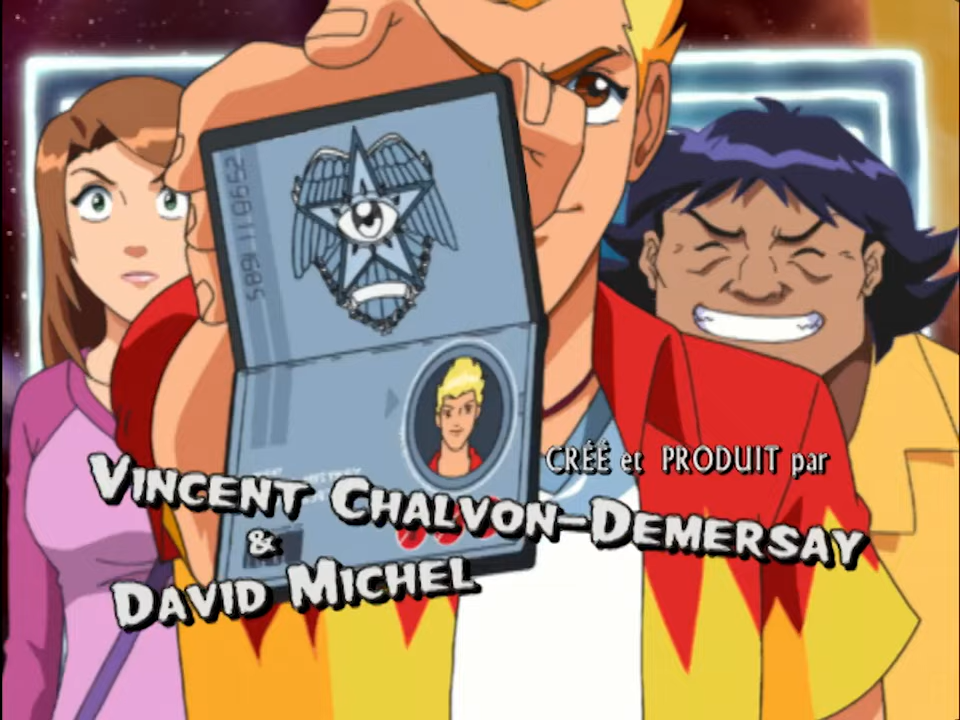 CRÉÉ et PRODUIT par
VINCENT CHALVON-DEMERSAY
&
DAVID MICHEL